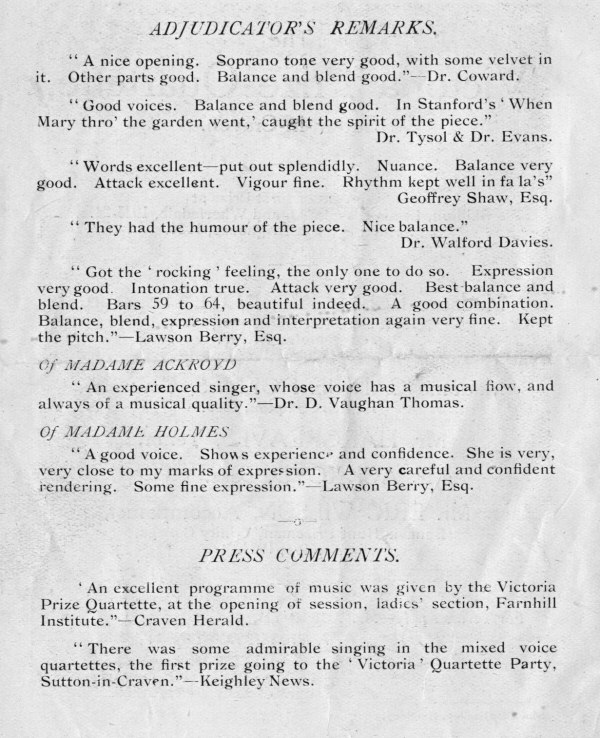 ADJUDICATOR'S REMARKS.
“ A nice opening. Soprano tone very good, with some velvet in
it. Other parts good. Balance and blend good.”—Dr. Coward.
“ Good voices. Balance and blend good. In Stanford's ‘ When
Mary thro' the garden went,’ caught the spirit of the piece.”
Dr. Tysol & Dr. Evans.
“ Words excellent—put out splendidly. Nuance. Balance very
good. Attack excellent. Vigour fine. Rhythm kept well in fa la's”
Geoffrey Shaw, Esq.
“ They had the humour of the piece. Nice balance.”
Dr. Walford Davies.
“ Got the ‘ rocking ’ feeling, the only one to do so. Expression
very good. Intonation true. Attack very good. Best balance and
blend. Bars 59 to 64, beautiful indeed. A good combination.
Balance, blend, expression and interpretation again very fine. Kept
the pitch.”—Lawson Berry, Esq.
Of MADAME ACKROYD
“ An experienced singer, whose voice has a musical flow, and
always of a musical quality.”—Dr. D. Vaughan Thomas.
Of MADAME HOLMES
“ A good voice. Shows experience and confidence. She is very,
very close to my marks of expression. A very careful and confident
rendering. Some fine expression.”—Lawson Berry, Esq.
PRESS COMMENTS.
‘ An excellent programme of music was given by the Victoria
Prize Quartette, at the opening of session, ladies' section, Farnhill
Institute.”—Craven Herald.
“ There was some admirable singing in the mixed voice
quartettes, the first prize going to the ‘ Victoria ’ Quartette Party,
Sutton-in-Craven.”—Keighley News.